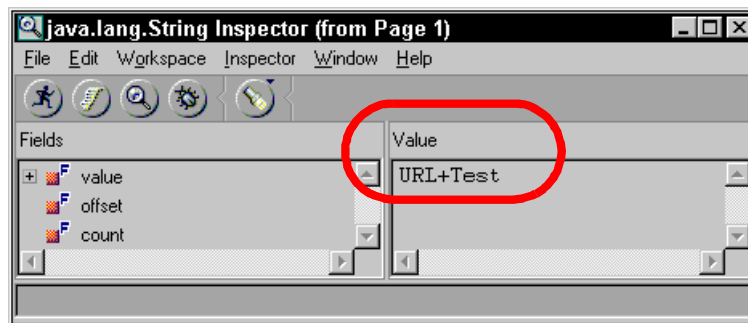 java.lang.String Inspector (from Page 1)
File Edit Workspace Inspector Window Help
Fields
Value
value
offset
count
URL+Test